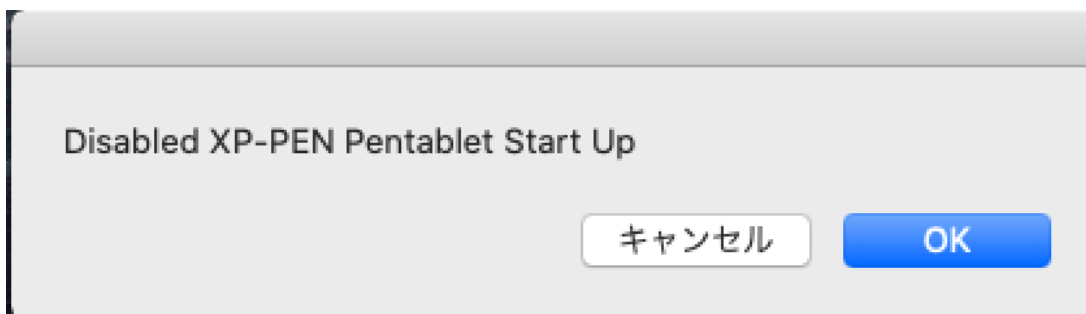 Disabled XP-PEN Pentablet Start Up
キャンセル
OK